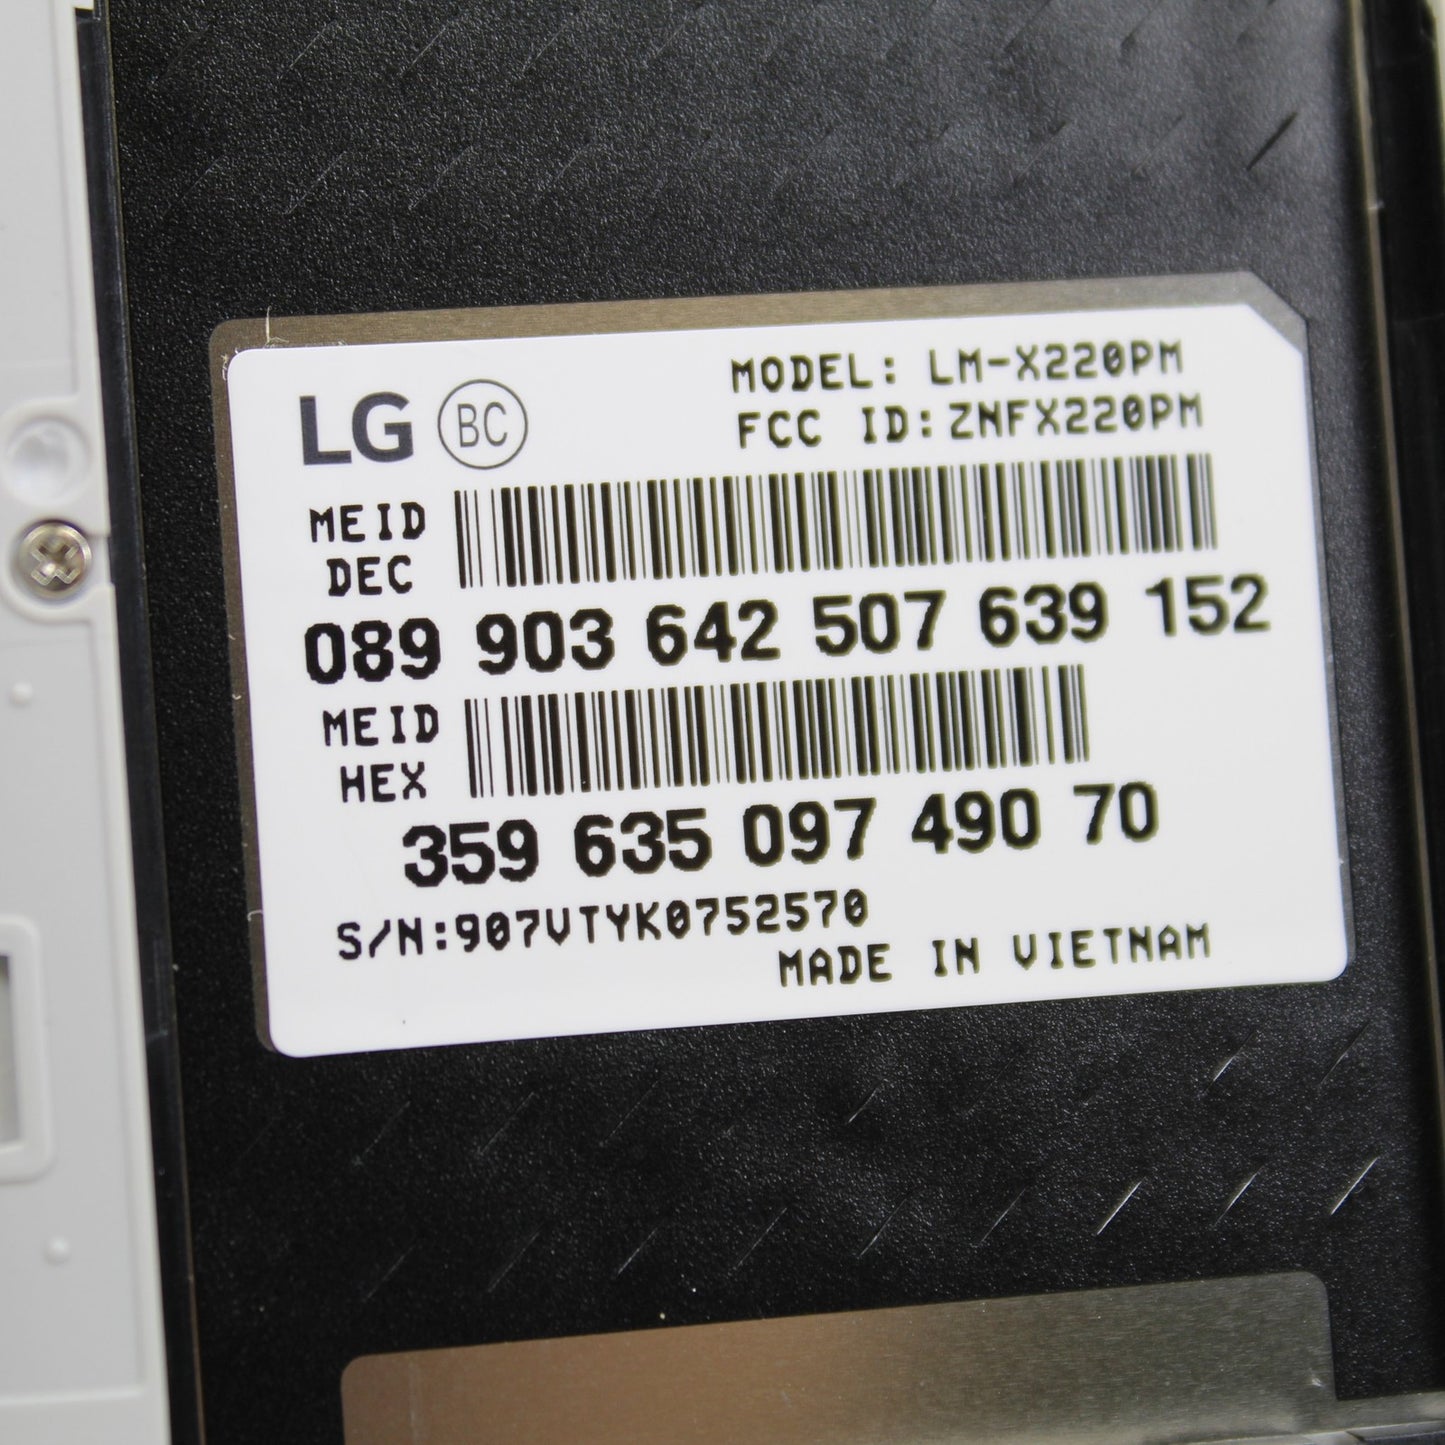 LG BC
MODEL: LM-X220PM
FCC ID:ZNFX220PM
MEID
DEC
089 903 642 507 639 152
MEID
HEX
359 635 097 490 70
S/N:907VTYK0752570
MADE IN VIETNAM